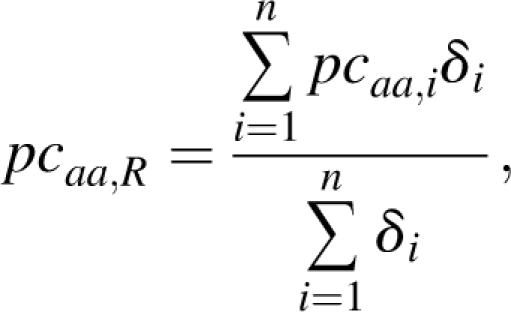 $$pc_{aa,R} = \frac{\sum_{i=1}^{n} pc_{aa,i} \delta_i}{\sum_{i=1}^{n} \delta_i},$$